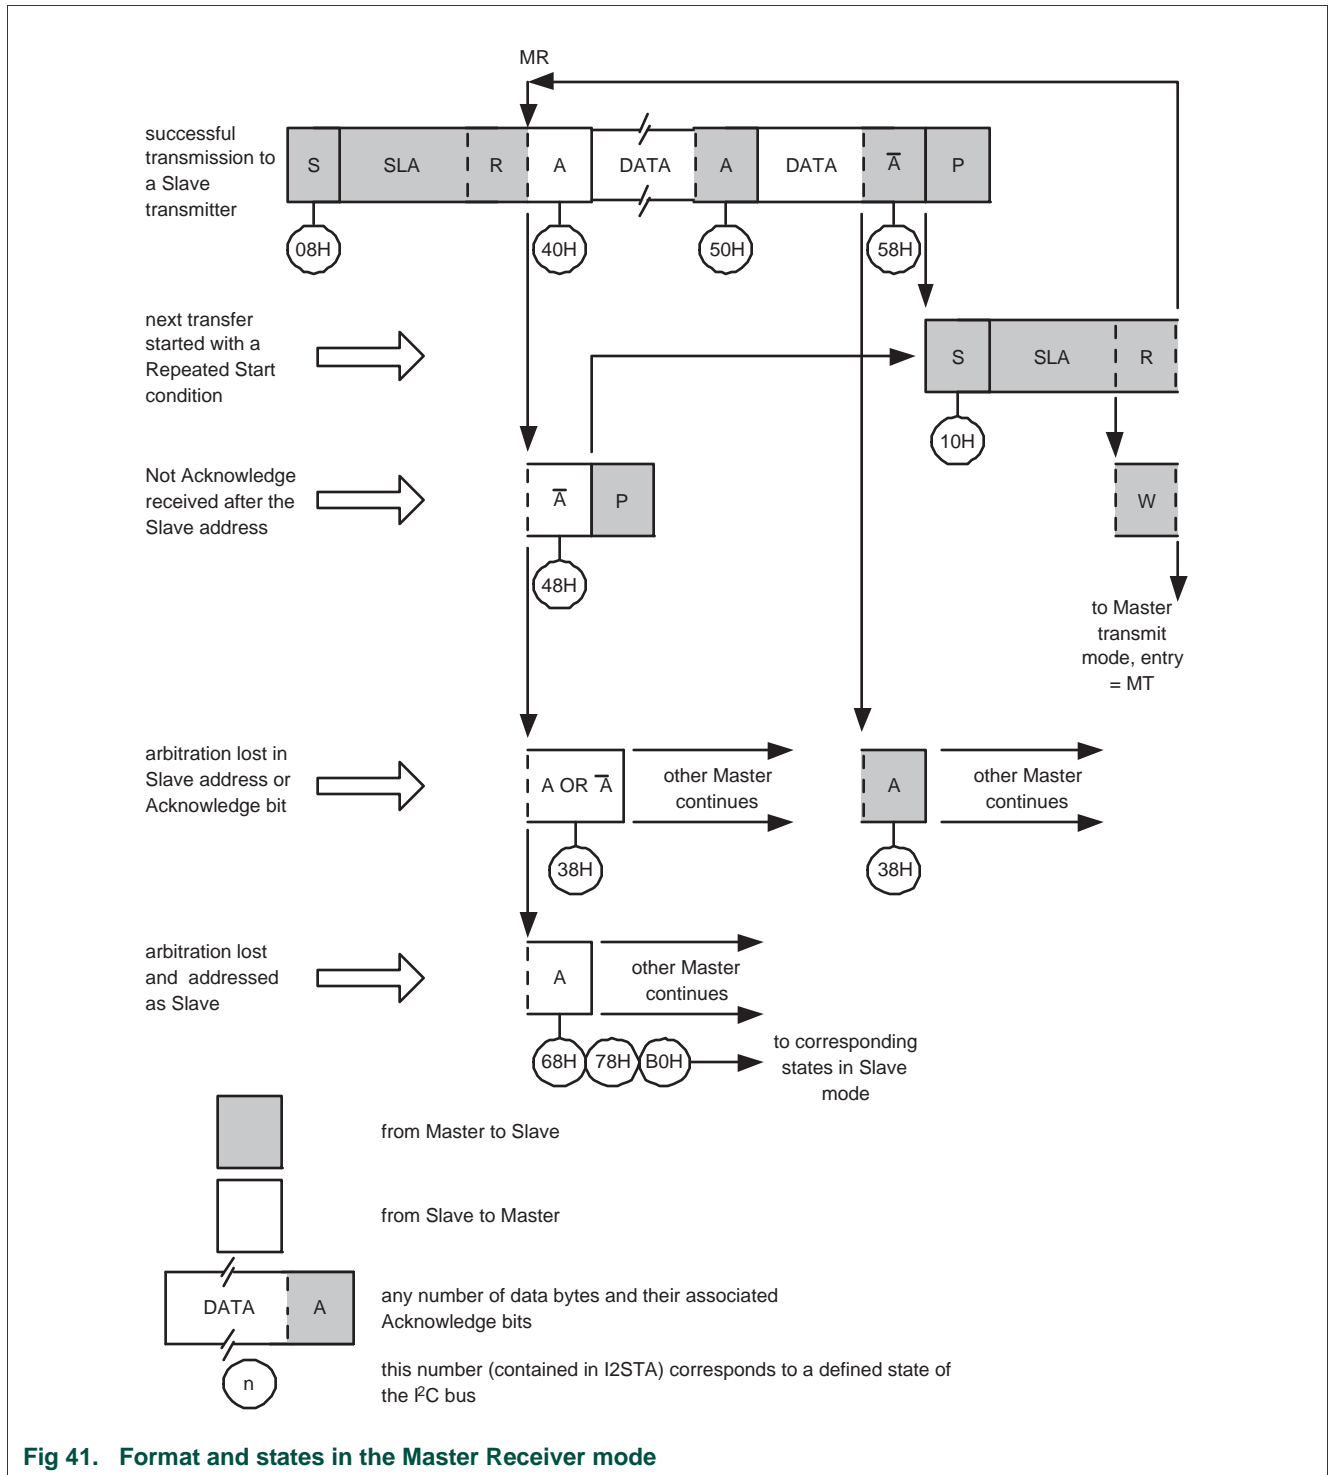 MR
successful
transmission to
a Slave
transmitter
S SLA R A DATA A DATA A̅ P
08H 40H 50H 58H
next transfer
started with a
Repeated Start
condition
S SLA R
10H
Not Acknowledge
received after the
Slave address
A̅ P
W
48H
to Master
transmit
mode, entry
= MT
arbitration lost in
Slave address or
Acknowledge bit
A OR A̅
other Master
continues
A
other Master
continues
38H 38H
arbitration lost
and addressed
as Slave
A
other Master
continues
68H 78H B0H
to corresponding
states in Slave
mode
from Master to Slave
from Slave to Master
DATA A
any number of data bytes and their associated
Acknowledge bits
n
this number (contained in I2STA) corresponds to a defined state of
the I²C bus
Fig 41. Format and states in the Master Receiver mode